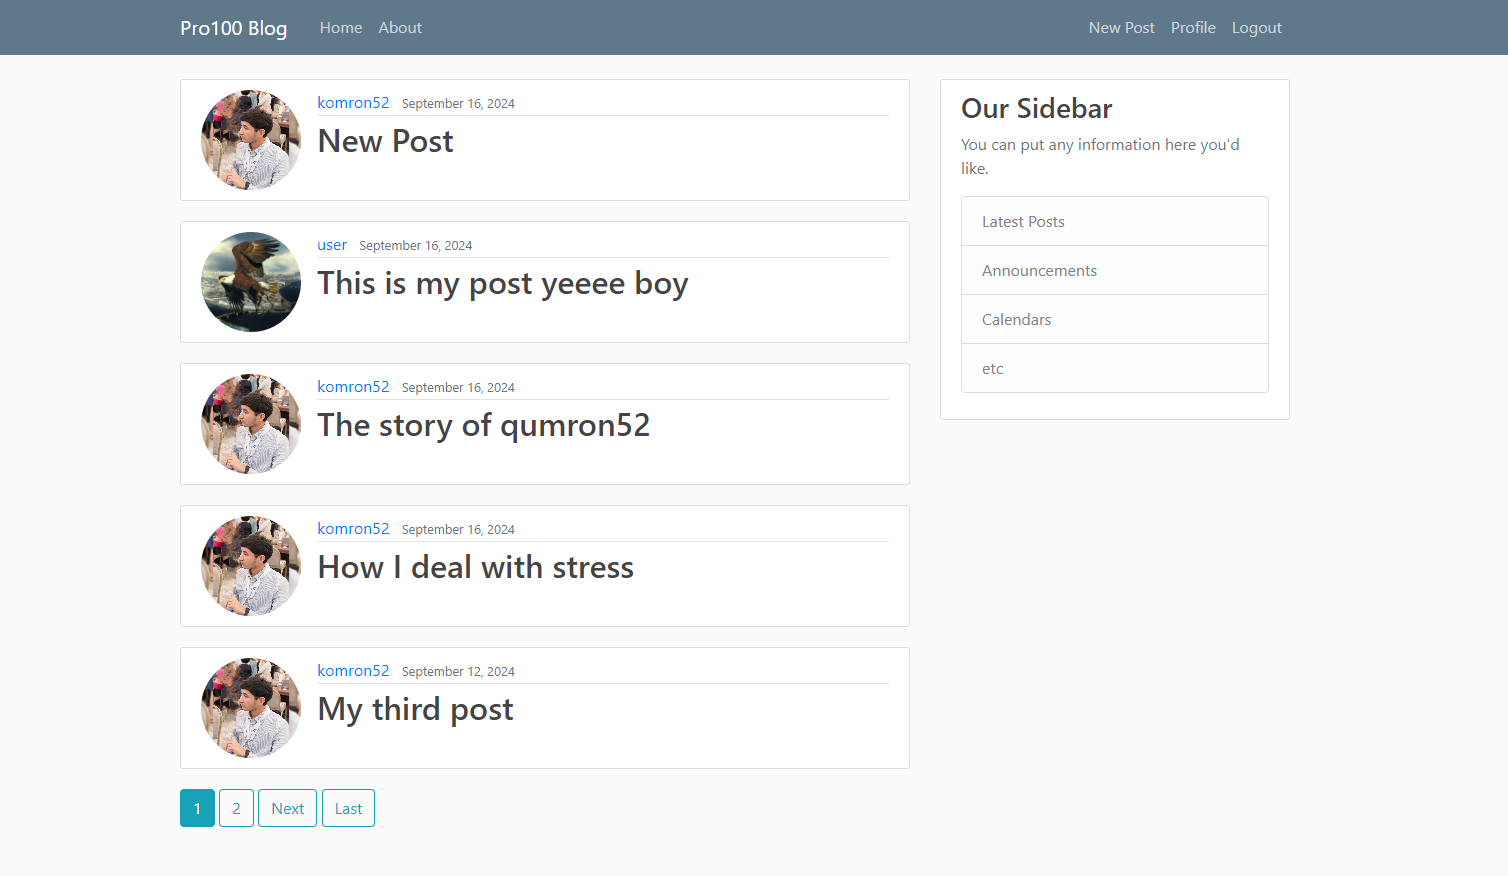 Pro100 Blog Home About New Post Profile Logout
komron52 September 16, 2024
New Post
user September 16, 2024
This is my post yeeee boy
komron52 September 16, 2024
The story of qumron52
komron52 September 16, 2024
How I deal with stress
komron52 September 12, 2024
My third post
1 2 Next Last
Our Sidebar
You can put any information here you'd
like.
Latest Posts
Announcements
Calendars
etc